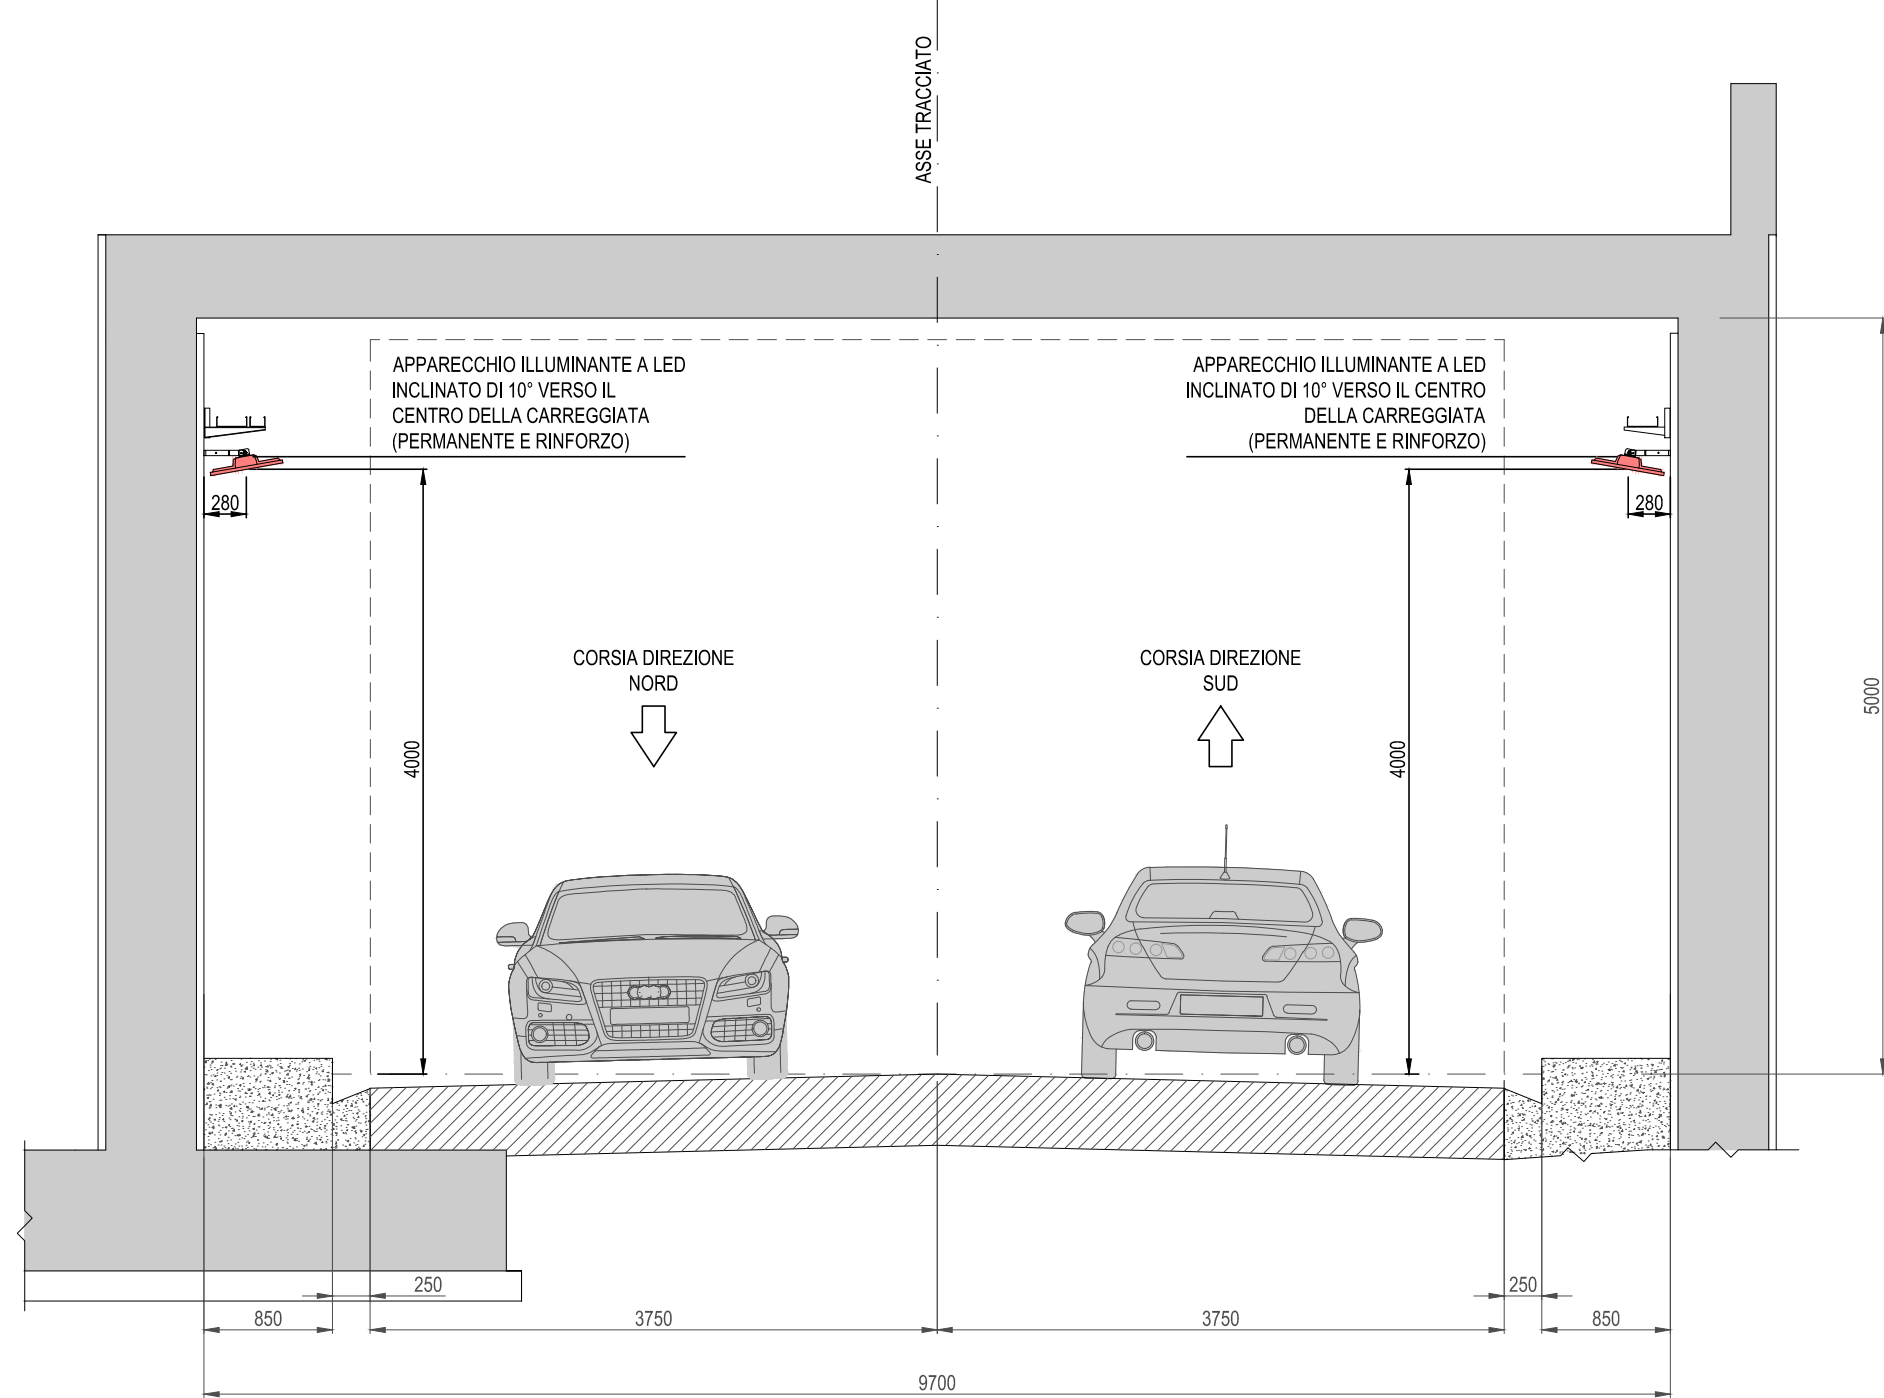 ASSE TRACCIATO
APPARECCHIO ILLUMINANTE A LED
INCLINATO DI 10° VERSO IL
CENTRO DELLA CARREGGIATA
(PERMANENTE E RINFORZO)
APPARECCHIO ILLUMINANTE A LED
INCLINATO DI 10° VERSO IL CENTRO
DELLA CARREGGIATA
(PERMANENTE E RINFORZO)
280
280
CORSIA DIREZIONE
NORD
CORSIA DIREZIONE
SUD
4000
4000
5000
250
250
850
3750
3750
850
9700